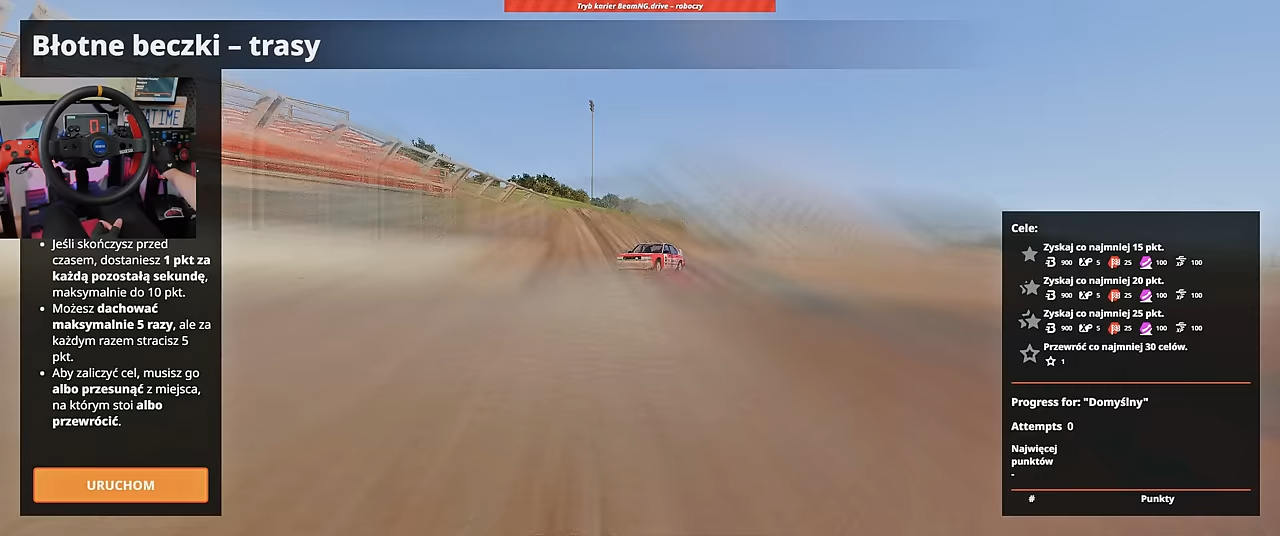 Tryb karier BeamNG.drive – roboczy
Błotne beczki – trasy
• Jeśli skończysz przed
czasem, dostaniesz 1 pkt za
każdą pozostałą sekundę,
maksymalnie do 10 pkt.
• Możesz dachować
maksymalnie 5 razy, ale za
każdym razem stracisz 5
pkt.
• Aby zaliczyć cel, musisz go
albo przesunąć z miejsca,
na którym stoi albo
przewrócić.
URUCHOM
Cele:
Zyskaj co najmniej 15 pkt.
900 XP 5 25 100 100
Zyskaj co najmniej 20 pkt.
900 XP 5 25 100 100
Zyskaj co najmniej 25 pkt.
900 XP 5 25 100 100
Przewróć co najmniej 30 celów.
1
Progress for: "Domyślny"
Attempts 0
Najwięcej
punktów
-
# Punkty